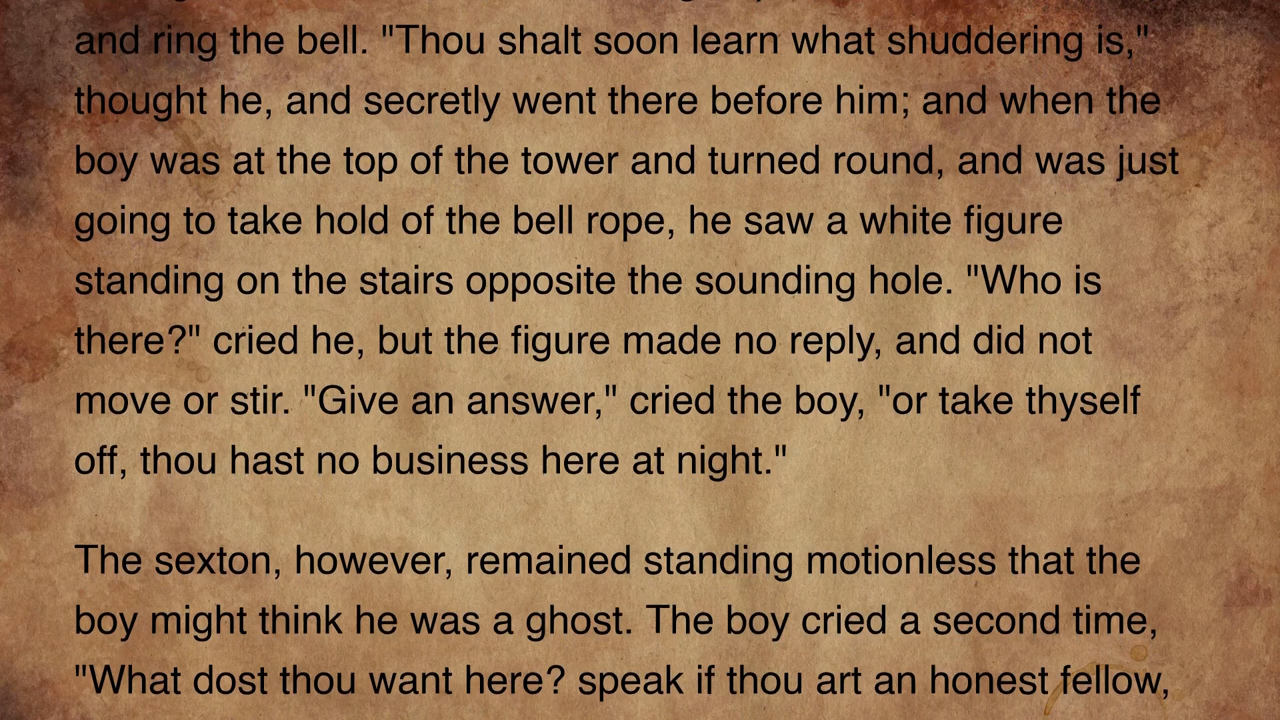 and ring the bell. "Thou shalt soon learn what shuddering is,"
thought he, and secretly went there before him; and when the
boy was at the top of the tower and turned round, and was just
going to take hold of the bell rope, he saw a white figure
standing on the stairs opposite the sounding hole. "Who is
there?" cried he, but the figure made no reply, and did not
move or stir. "Give an answer," cried the boy, "or take thyself
off, thou hast no business here at night."
The sexton, however, remained standing motionless that the
boy might think he was a ghost. The boy cried a second time,
"What dost thou want here? speak if thou art an honest fellow,